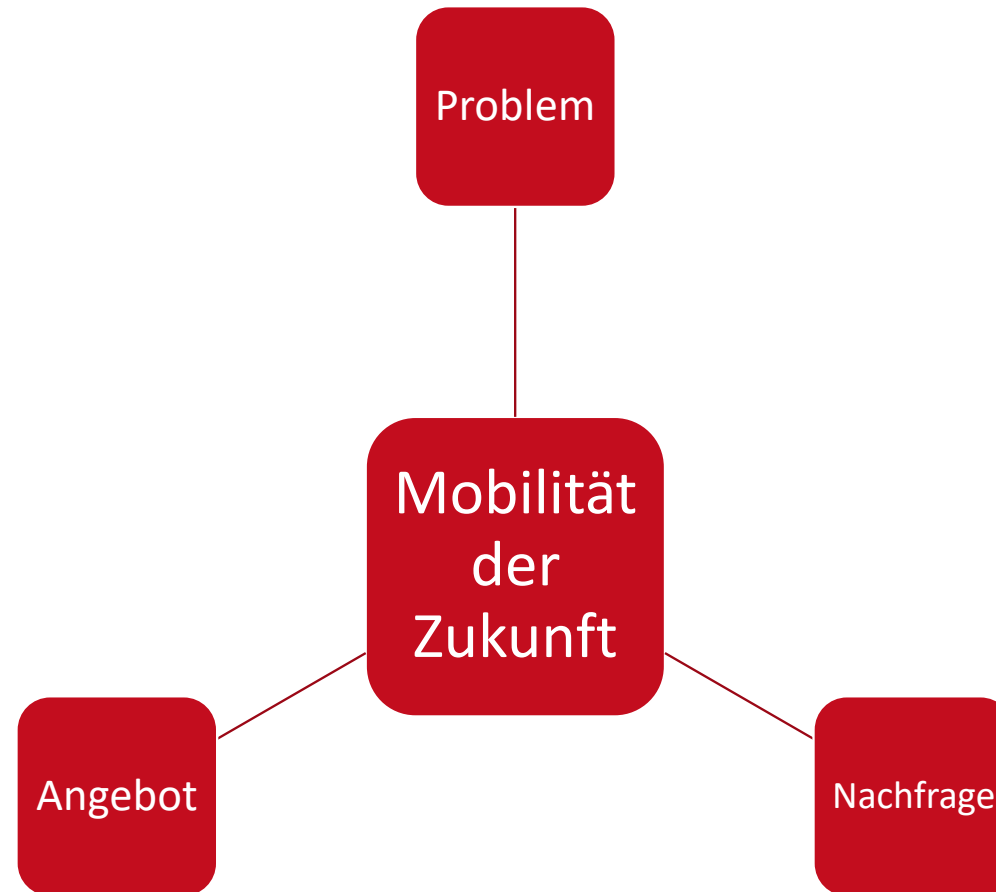 Problem
Mobilität
der
Zukunft
Angebot
Nachfrage